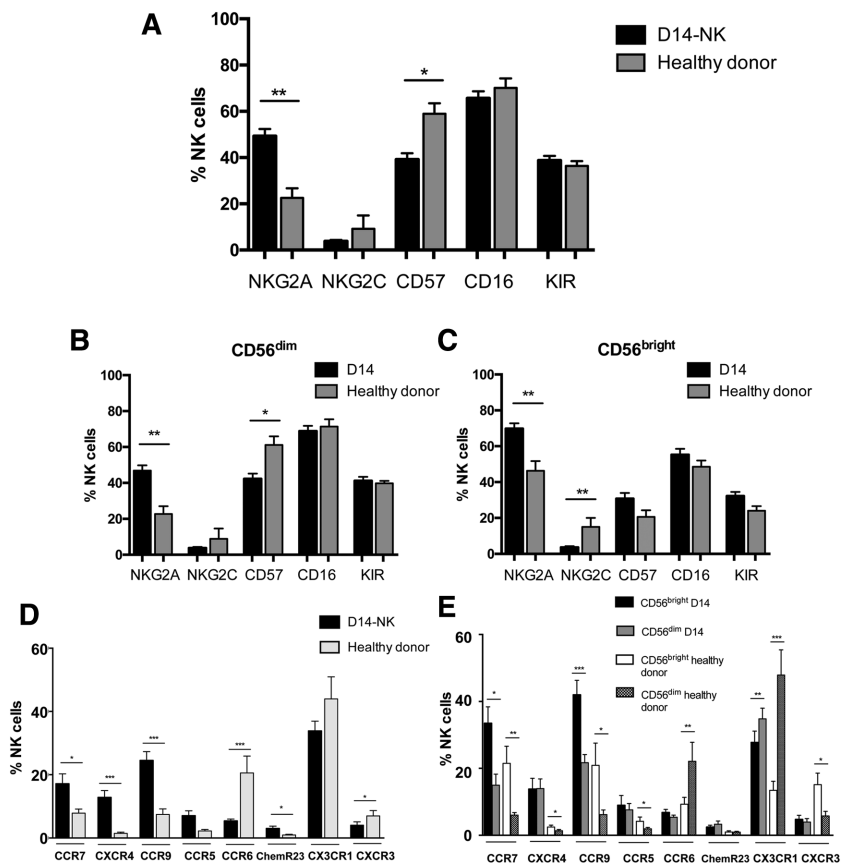 A
D14-NK
Healthy donor
% NK cells
100
80
60
40
20
0
**
*
NKG2A NKG2C CD57 CD16 KIR
B
CD56dim
D14
Healthy donor
% NK cells
100
80
60
40
20
0
**
*
NKG2A NKG2C CD57 CD16 KIR
C
CD56bright
D14
Healthy donor
% NK cells
100
80
60
40
20
0
**
**
NKG2A NKG2C CD57 CD16 KIR
D
D14-NK
Healthy donor
% NK cells
60
40
20
0
* *** *** *** * *
CCR7 CXCR4 CCR9 CCR5 CCR6 ChemR23 CX3CR1 CXCR3
E
CD56bright D14
CD56dim D14
CD56bright healthy
donor
CD56dim healthy
donor
% NK cells
60
40
20
0
* ** * *** * * ** ** *** *
CCR7 CXCR4 CCR9 CCR5 CCR6 ChemR23 CX3CR1 CXCR3